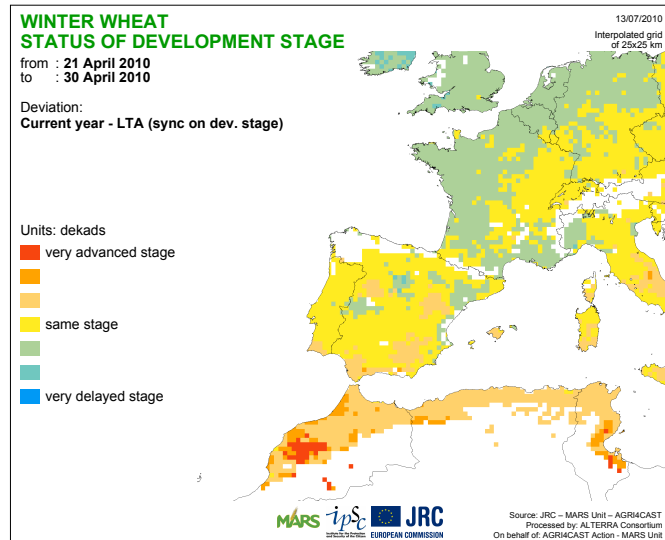 WINTER WHEAT
STATUS OF DEVELOPMENT STAGE
from : 21 April 2010
to : 30 April 2010
Deviation:
Current year - LTA (sync on dev. stage)
13/07/2010
Interpolated grid
of 25x25 km
Units: dekads
very advanced stage
same stage
very delayed stage
MARS
ipsc
JRC
EUROPEAN COMMISSION
Source: JRC – MARS Unit – AGRI4CAST
Processed by: ALTERRA Consortium
On behalf of: AGRI4CAST Action - MARS Unit